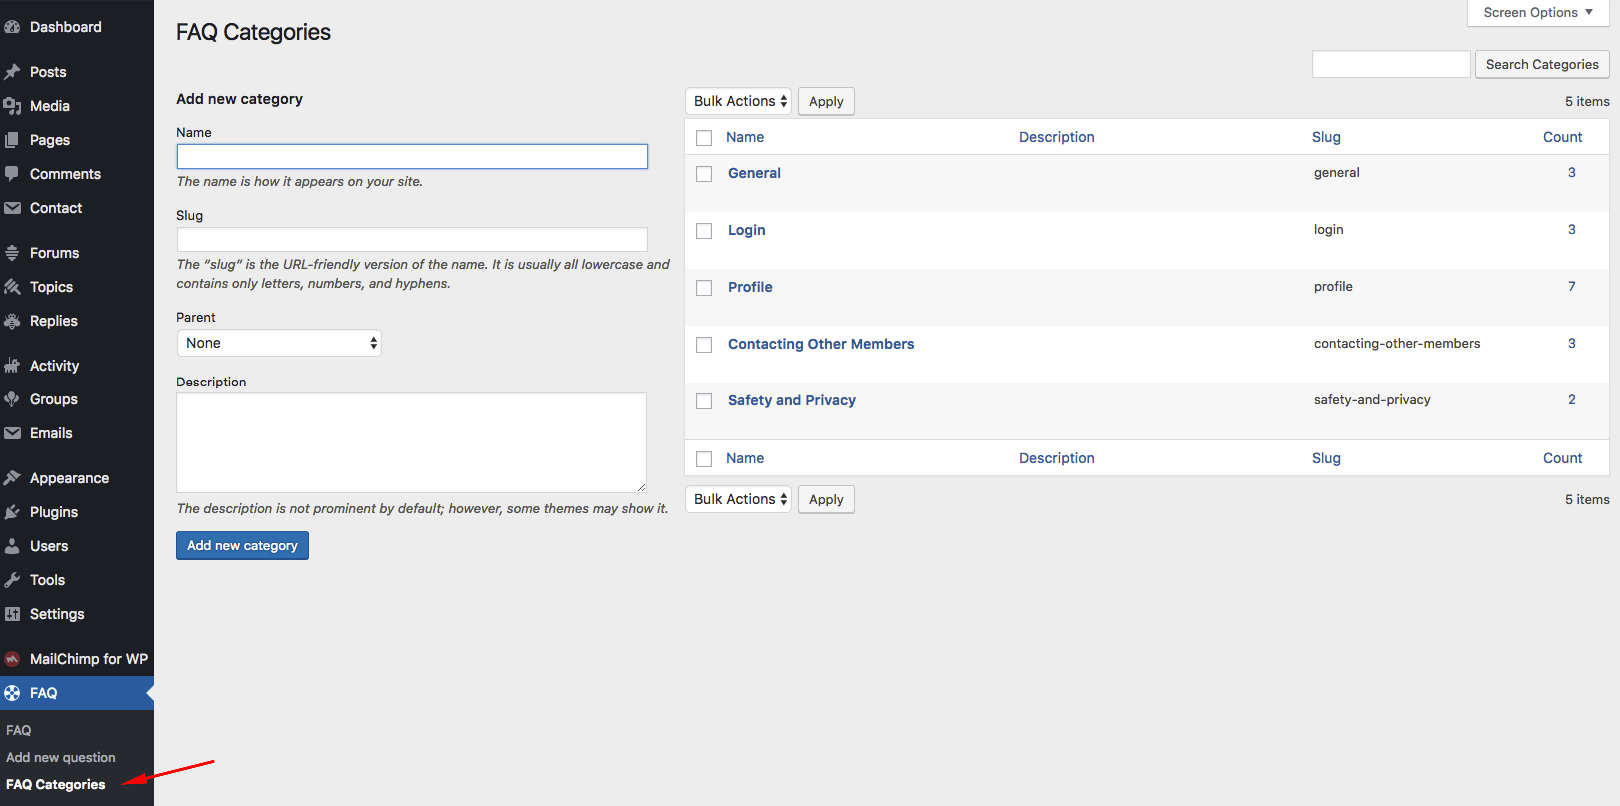 Dashboard
Posts
Media
Pages
Comments
Contact
Forums
Topics
Replies
Activity
Groups
Emails
Appearance
Plugins
Users
Tools
Settings
MailChimp for WP
FAQ
FAQ
Add new question
FAQ Categories
Screen Options
FAQ Categories
Search Categories
Add new category
Name
The name is how it appears on your site.
Slug
The “slug” is the URL-friendly version of the name. It is usually all lowercase and
contains only letters, numbers, and hyphens.
Parent
None
Description
The description is not prominent by default; however, some themes may show it.
Add new category
Bulk Actions Apply 5 items
Name Description Slug Count
General general 3
Login login 3
Profile profile 7
Contacting Other Members contacting-other-members 3
Safety and Privacy safety-and-privacy 2
Name Description Slug Count
Bulk Actions Apply 5 items